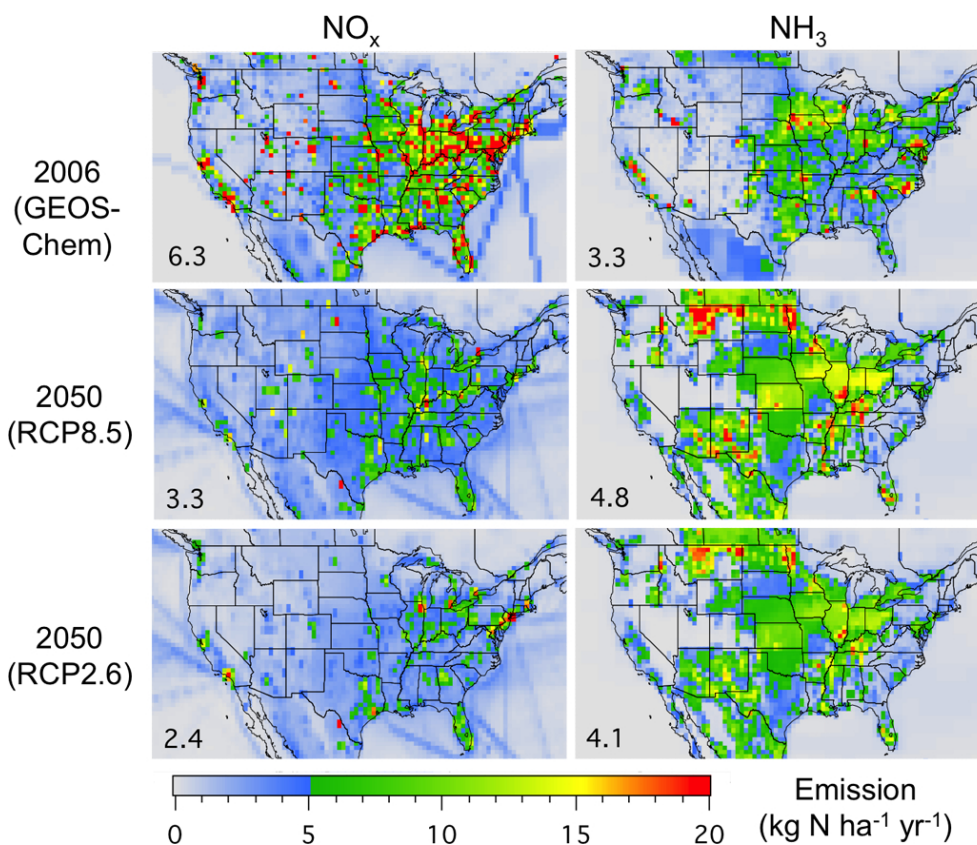 NOx
NH3
2006
(GEOS-
Chem)
6.3
3.3
2050
(RCP8.5)
3.3
4.8
2050
(RCP2.6)
2.4
4.1
0 5 10 15 20
Emission
(kg N ha⁻¹ yr⁻¹)